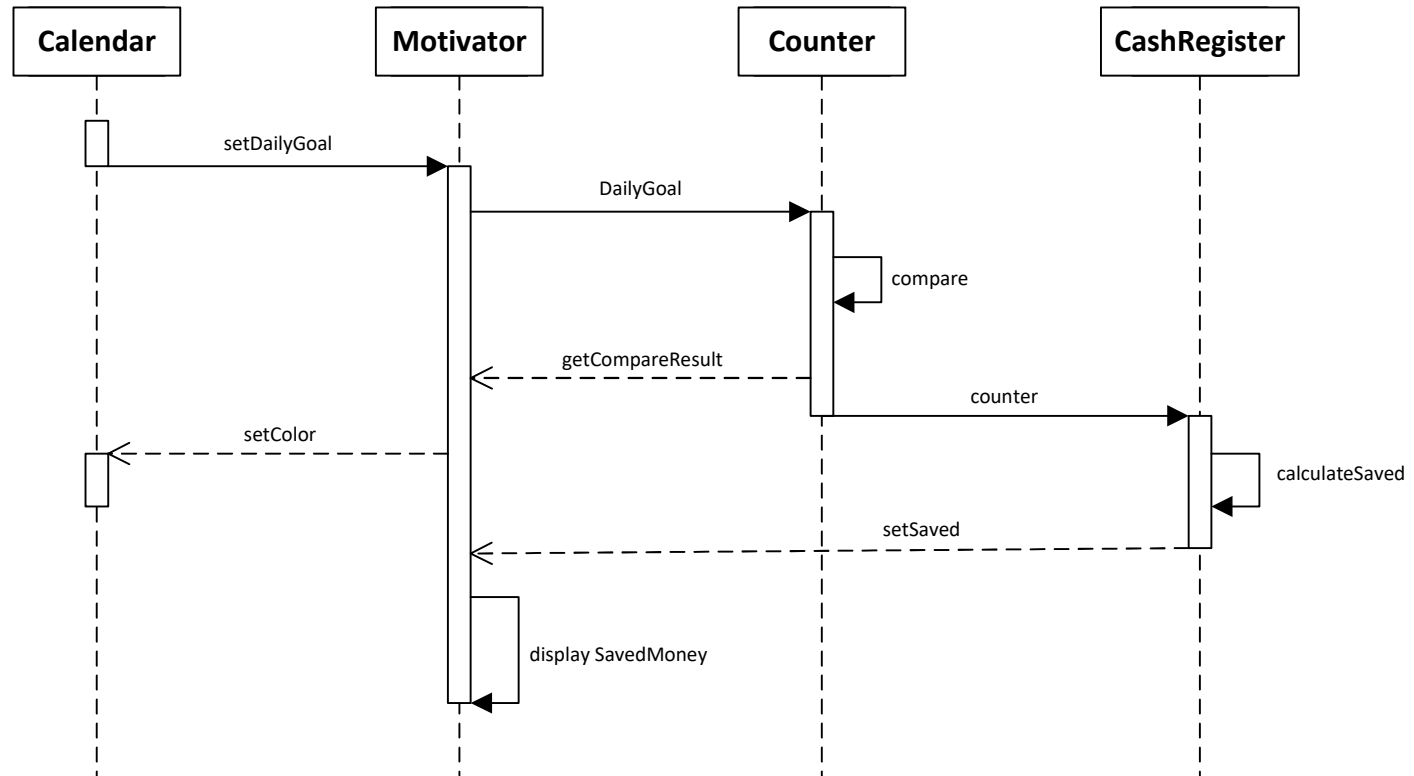 Calendar
Motivator
Counter
CashRegister
setDailyGoal
DailyGoal
compare
getCompareResult
counter
setColor
calculateSaved
setSaved
display SavedMoney